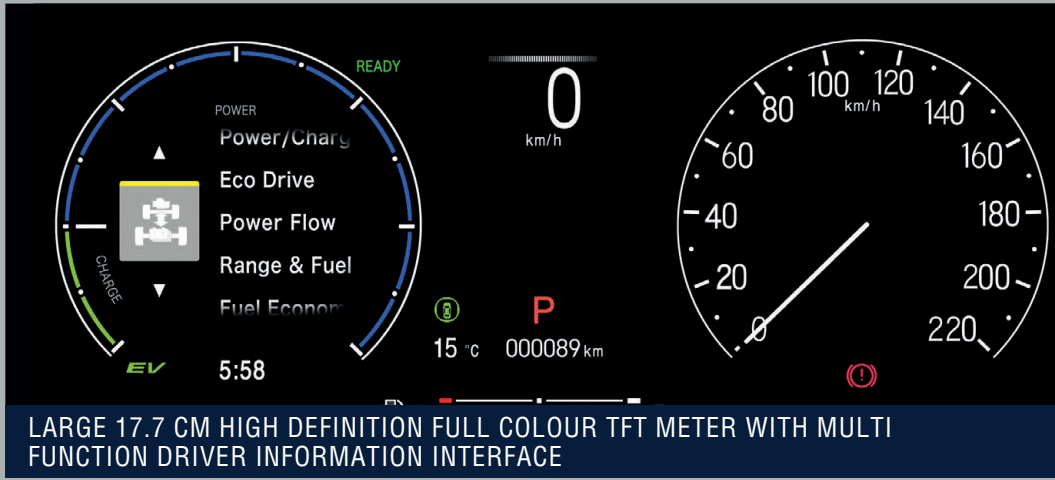 READY
POWER
Power/Charg
Eco Drive
Power Flow
Range & Fuel
Fuel Econom
CHARGE
EV
5:58
0
km/h
P
15 °C
000089 km
0
20
40
60
80
100
120
140
160
180
200
220
km/h
LARGE 17.7 CM HIGH DEFINITION FULL COLOUR TFT METER WITH MULTI
FUNCTION DRIVER INFORMATION INTERFACE